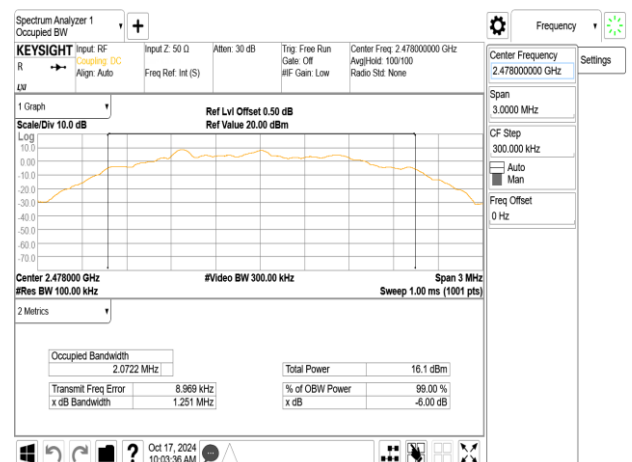 Spectrum Analyzer 1
Occupied BW
Frequency
KEYSIGHT
Input: RF
Coupling: DC
Align: Auto
Input Z: 50 Ω
Freq Ref: Int (S)
Atten: 30 dB
Trig: Free Run
Gate: Off
#IF Gain: Low
Center Freq: 2.478000000 GHz
Avg|Hold: 100/100
Radio Std: None
R
LXI
Center Frequency
2.478000000 GHz
Settings
Span
3.0000 MHz
CF Step
300.000 kHz
Auto
Man
Freq Offset
0 Hz
1 Graph
Scale/Div 10.0 dB
Ref Lvl Offset 0.50 dB
Ref Value 20.00 dBm
Log
10.0
0.00
-10.0
-20.0
-30.0
-40.0
-50.0
-60.0
-70.0
Center 2.478000 GHz
#Res BW 100.00 kHz
#Video BW 300.00 kHz
Span 3 MHz
Sweep 1.00 ms (1001 pts)
2 Metrics
Occupied Bandwidth
2.0722 MHz
Total Power 16.1 dBm
Transmit Freq Error 8.969 kHz
% of OBW Power 99.00 %
x dB Bandwidth 1.251 MHz
x dB -6.00 dB
?
Oct 17, 2024
10:03:36 AM